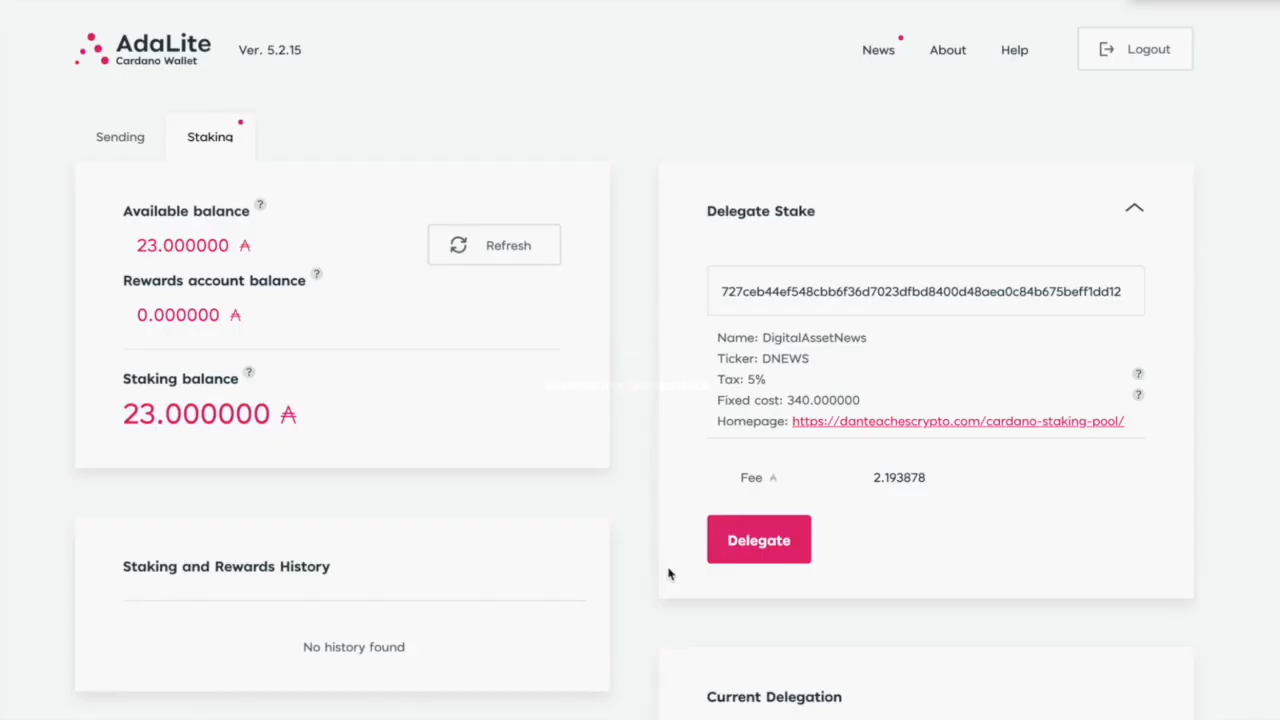 AdaLite
Cardano Wallet
Ver. 5.2.15
News
About
Help
Logout
Sending
Staking
Available balance ?
23.000000 ₳
Refresh
Rewards account balance ?
0.000000 ₳
Staking balance ?
23.000000 ₳
Staking and Rewards History
No history found
Delegate Stake
727ceb44ef548cbb6f36d7023dfbd8400d48aea0c84b675beff1dd12
Name: DigitalAssetNews
Ticker: DNEWS
Tax: 5% ?
Fixed cost: 340.000000 ?
Homepage: https://danteachescrypto.com/cardano-staking-pool/
Fee ₳ 2.193878
Delegate
Current Delegation